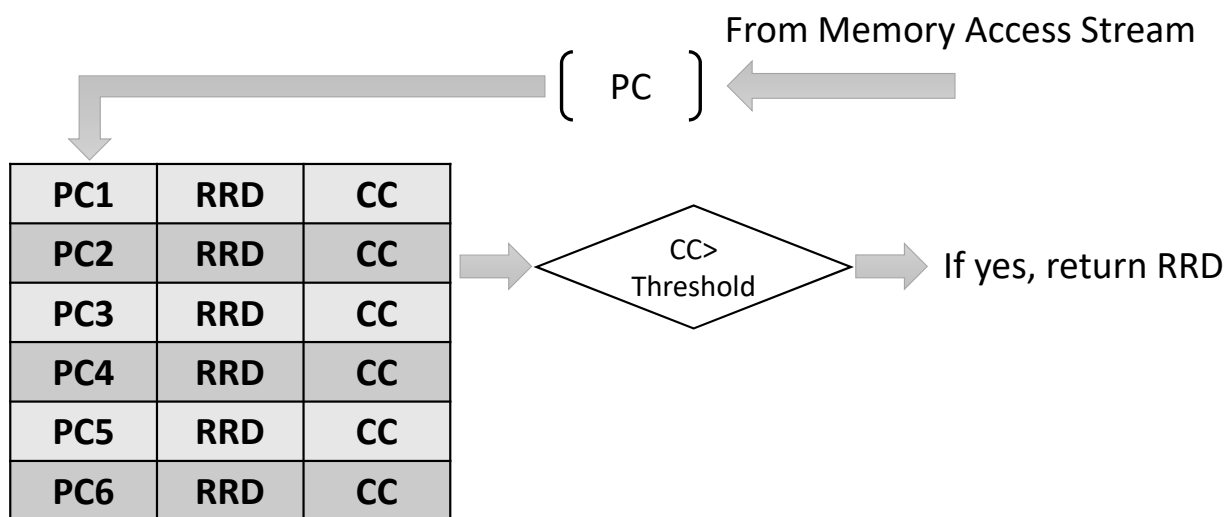 From Memory Access Stream
PC
PC1 RRD CC
PC2 RRD CC
PC3 RRD CC
PC4 RRD CC
PC5 RRD CC
PC6 RRD CC
CC>
Threshold
If yes, return RRD